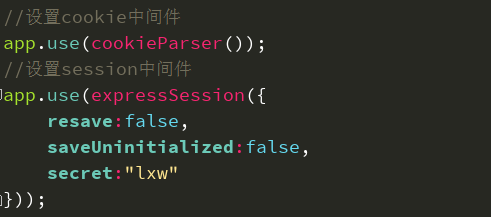 //设置cookie中间件
app.use(cookieParser());
//设置session中间件
app.use(expressSession({
    resave:false,
    saveUninitialized:false,
    secret:"lxw"
}));